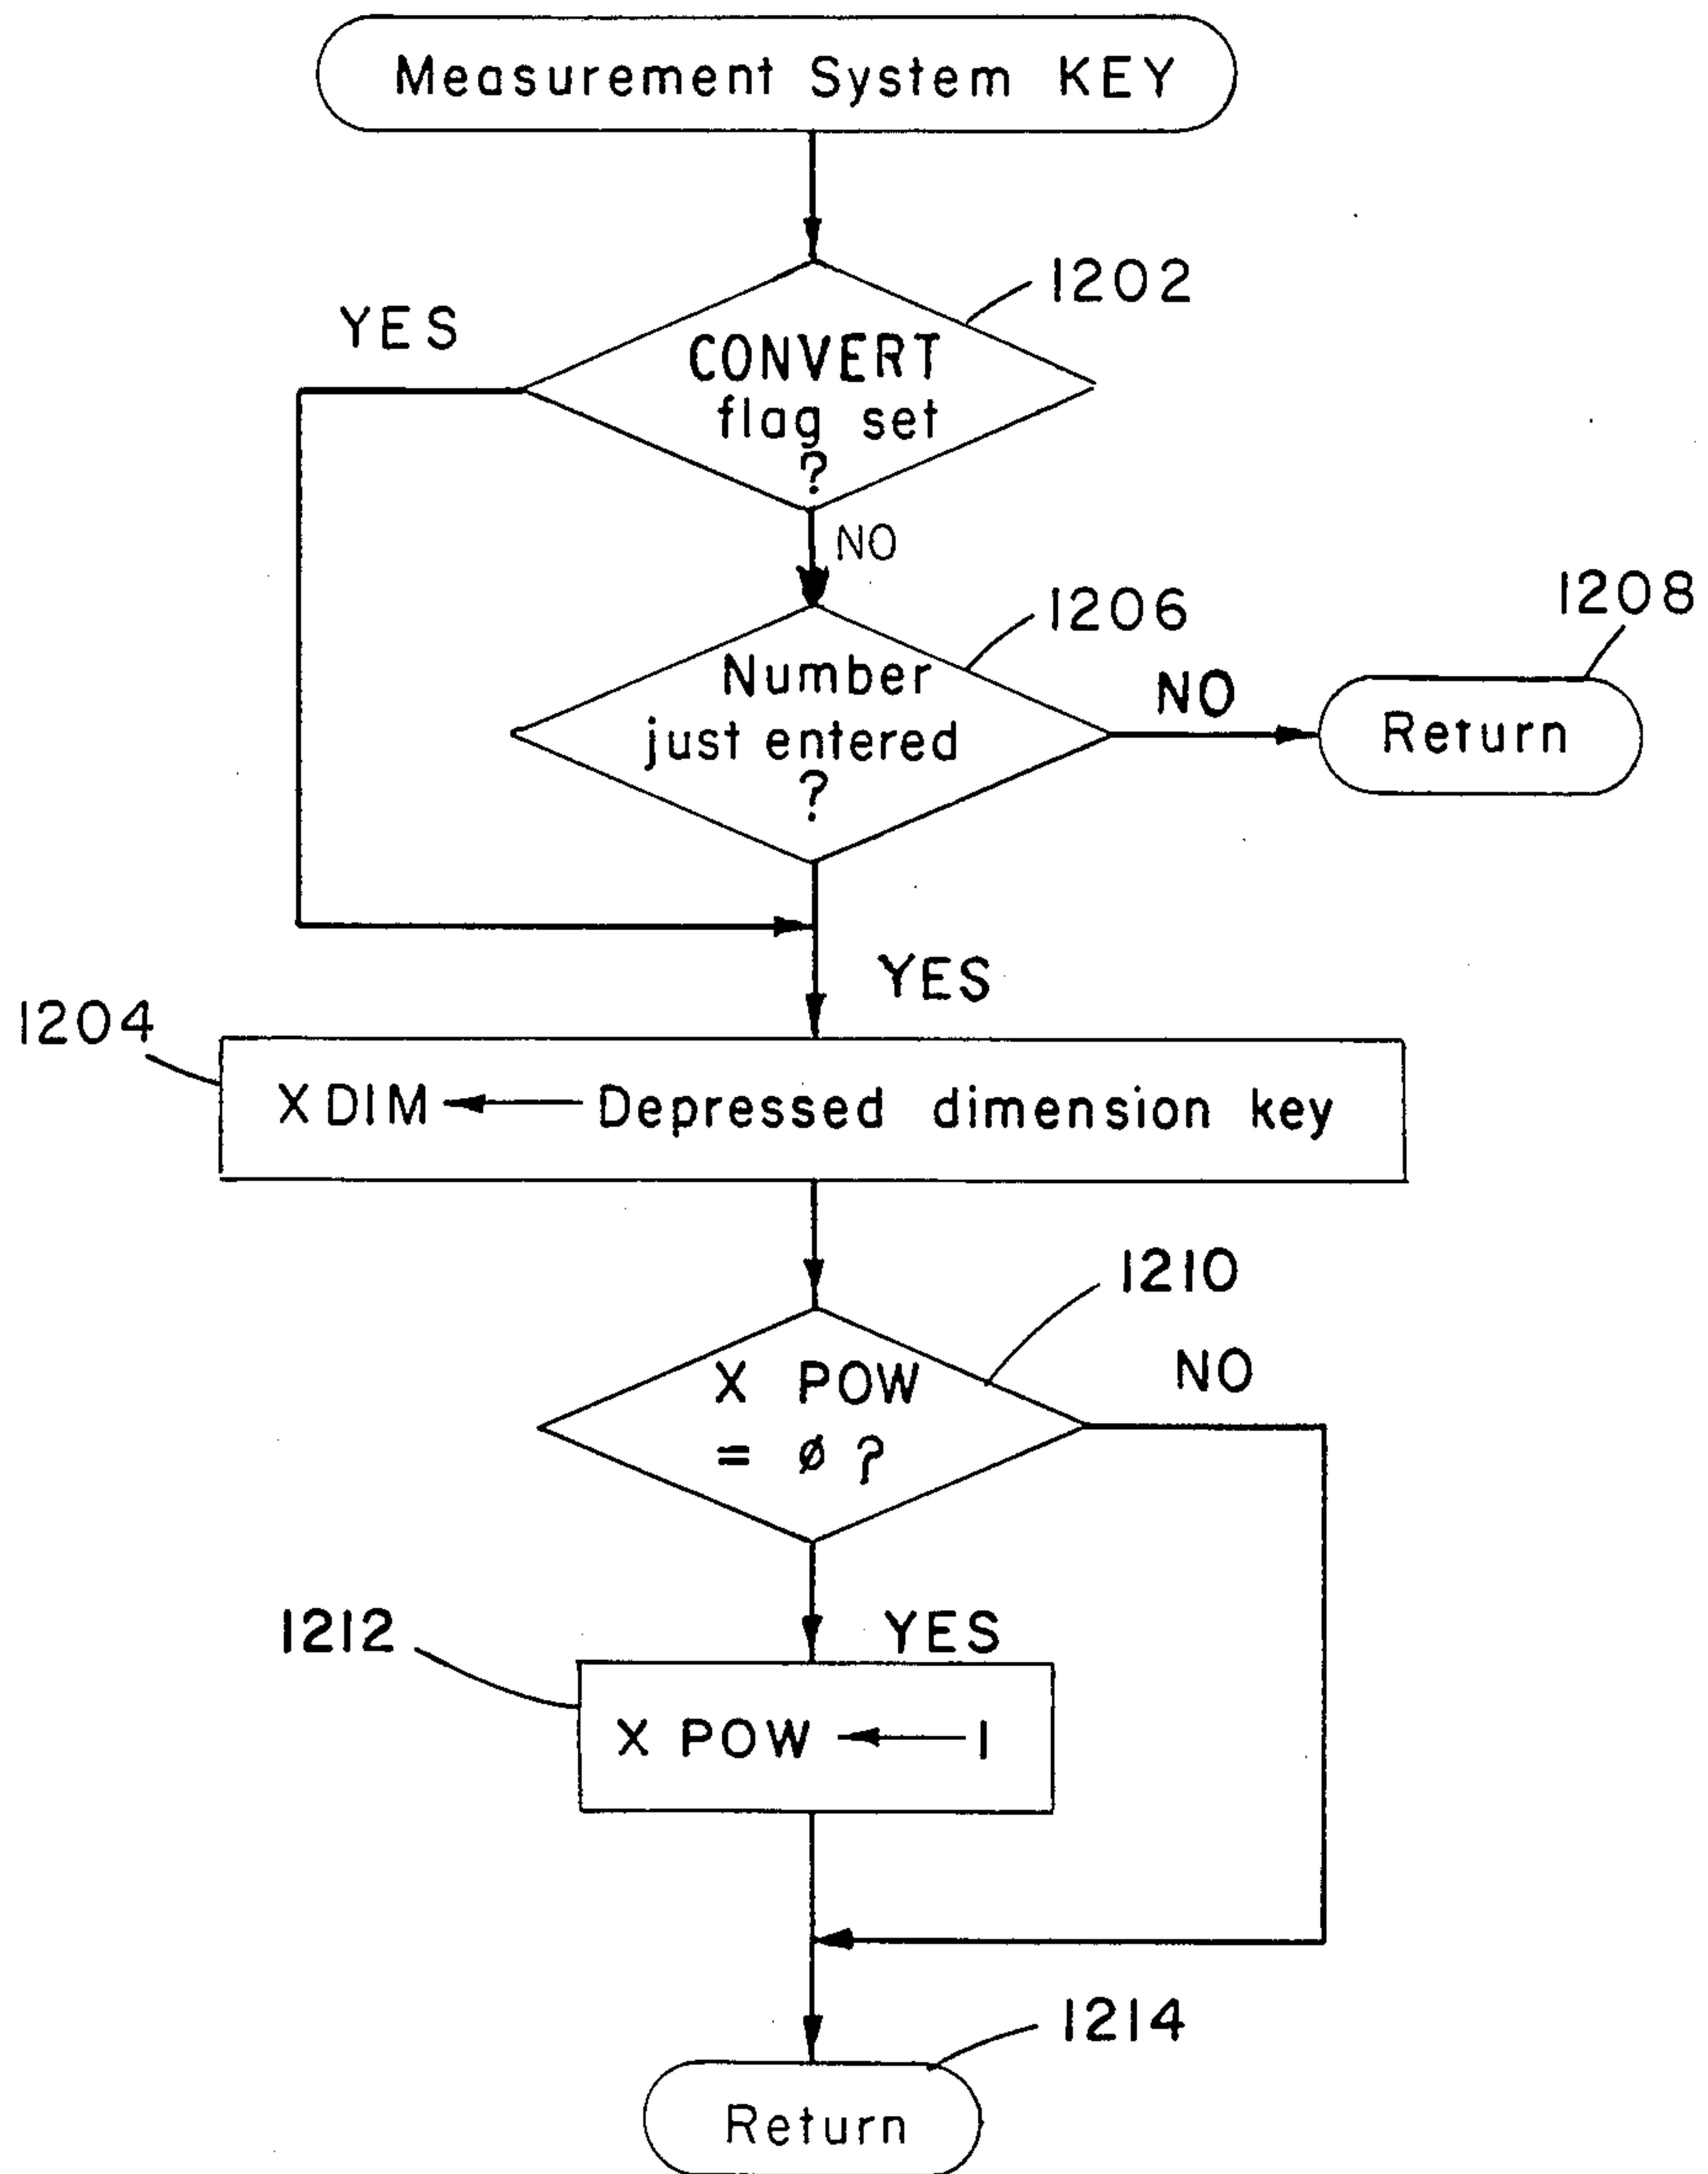 Measurement System KEY
1202
YES
CONVERT
flag set
?
NO
1206
1208
Number
just entered
?
NO
Return
YES
1204
X DIM ← Depressed dimension key
1210
X POW
= ø ?
NO
YES
1212
X POW ← 1
1214
Return